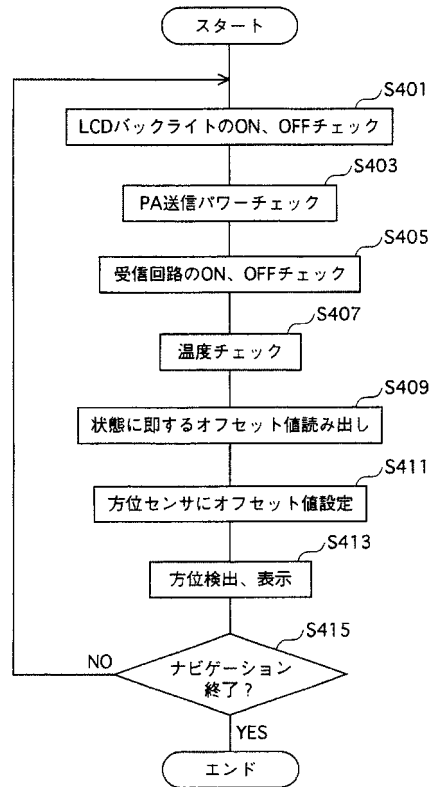 スタート
S401
LCDバックライトのON、OFFチェック
S403
PA送信パワーチェック
S405
受信回路のON、OFFチェック
S407
温度チェック
S409
状態に即するオフセット値読み出し
S411
方位センサにオフセット値設定
S413
方位検出、表示
S415
NO
ナビゲーション
終了？
YES
エンド